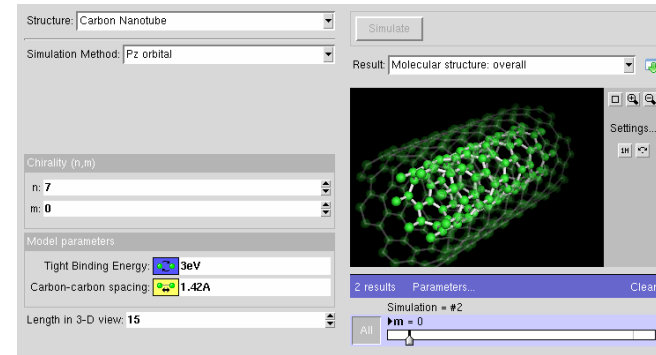 Structure: Carbon Nanotube
Simulation Method: Pz orbital
Chirality (n,m)
n: 7
m: 0
Model parameters
Tight Binding Energy: 3eV
Carbon-carbon spacing: 1.42A
Length in 3-D view: 15
Simulate
Result: Molecular structure: overall
Settings...
2 results Parameters... Clear
Simulation = #2
All
m = 0